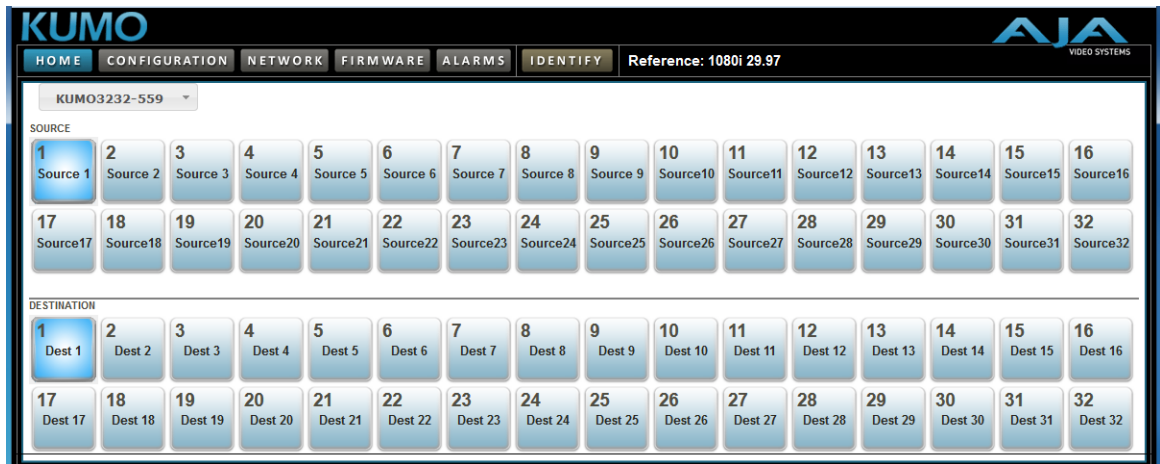 KUMO
AJA
VIDEO SYSTEMS
HOME CONFIGURATION NETWORK FIRMWARE ALARMS IDENTIFY Reference: 1080i 29.97
KUMO3232-559
SOURCE
1 2 3 4 5 6 7 8 9 10 11 12 13 14 15 16
Source 1 Source 2 Source 3 Source 4 Source 5 Source 6 Source 7 Source 8 Source 9 Source10 Source11 Source12 Source13 Source14 Source15 Source16
17 18 19 20 21 22 23 24 25 26 27 28 29 30 31 32
Source17 Source18 Source19 Source20 Source21 Source22 Source23 Source24 Source25 Source26 Source27 Source28 Source29 Source30 Source31 Source32
DESTINATION
1 2 3 4 5 6 7 8 9 10 11 12 13 14 15 16
Dest 1 Dest 2 Dest 3 Dest 4 Dest 5 Dest 6 Dest 7 Dest 8 Dest 9 Dest 10 Dest 11 Dest 12 Dest 13 Dest 14 Dest 15 Dest 16
17 18 19 20 21 22 23 24 25 26 27 28 29 30 31 32
Dest 17 Dest 18 Dest 19 Dest 20 Dest 21 Dest 22 Dest 23 Dest 24 Dest 25 Dest 26 Dest 27 Dest 28 Dest 29 Dest 30 Dest 31 Dest 32